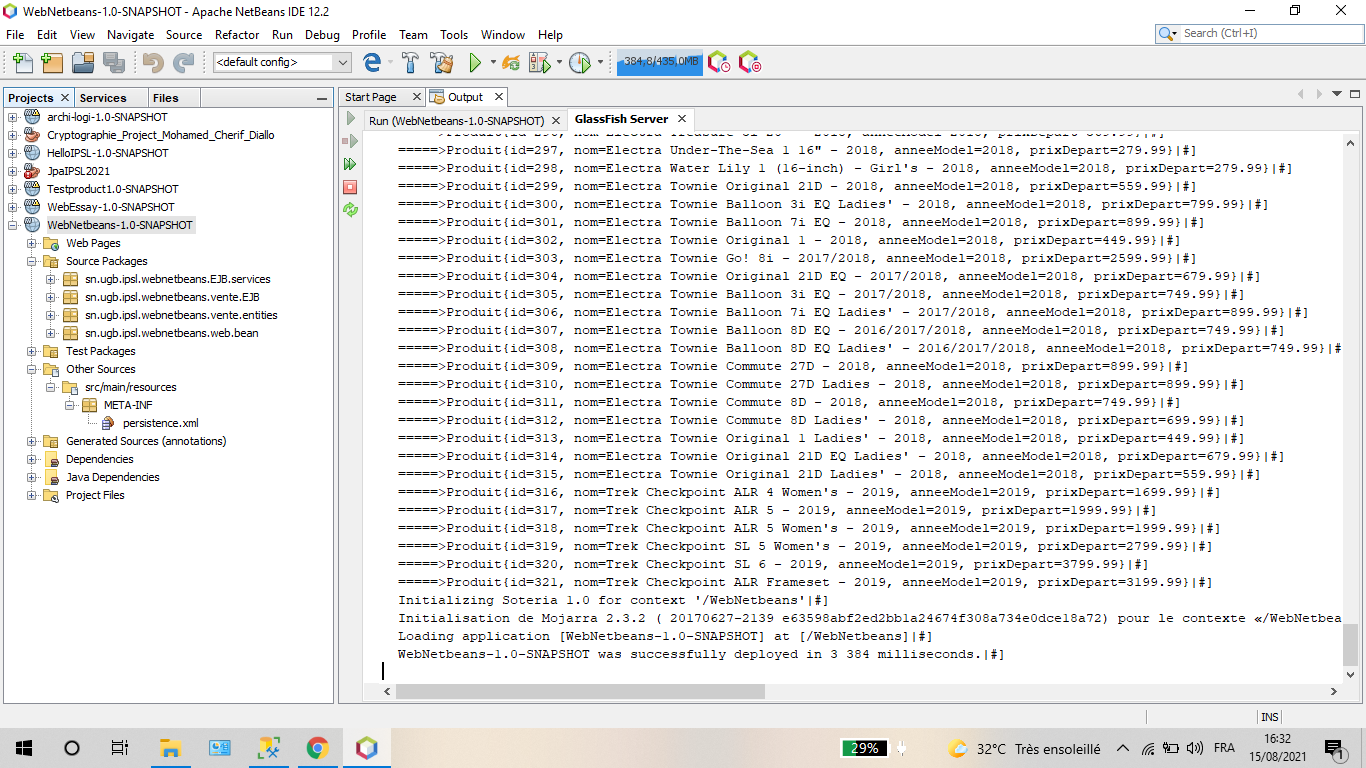 WebNetbeans-1.0-SNAPSHOT - Apache NetBeans IDE 12.2
File Edit View Navigate Source Refactor Run Debug Profile Team Tools Window Help
Search (Ctrl+I)
<default config>
384,8/435,0MB
Projects Services Files
archi-logi-1.0-SNAPSHOT
Cryptographie_Project_Mohamed_Cherif_Diallo
HelloIPSL-1.0-SNAPSHOT
JpaIPSL2021
Testproduct1.0-SNAPSHOT
WebEssay-1.0-SNAPSHOT
WebNetbeans-1.0-SNAPSHOT
Web Pages
Source Packages
sn.ugb.ipsl.webnetbeans.EJB.services
sn.ugb.ipsl.webnetbeans.vente.EJB
sn.ugb.ipsl.webnetbeans.vente.entities
sn.ugb.ipsl.webnetbeans.web.bean
Test Packages
Other Sources
src/main/resources
META-INF
persistence.xml
Generated Sources (annotations)
Dependencies
Java Dependencies
Project Files
Start Page Output
Run (WebNetbeans-1.0-SNAPSHOT) GlassFish Server
=====>Produit{id=297, nom=Electra Under-The-Sea 1 16" - 2018, anneeModel=2018, prixDepart=279.99}|#]
=====>Produit{id=298, nom=Electra Water Lily 1 (16-inch) - Girl's - 2018, anneeModel=2018, prixDepart=279.99}|#]
=====>Produit{id=299, nom=Electra Townie Original 21D - 2018, anneeModel=2018, prixDepart=559.99}|#]
=====>Produit{id=300, nom=Electra Townie Balloon 3i EQ Ladies' - 2018, anneeModel=2018, prixDepart=799.99}|#]
=====>Produit{id=301, nom=Electra Townie Balloon 7i EQ - 2018, anneeModel=2018, prixDepart=899.99}|#]
=====>Produit{id=302, nom=Electra Townie Original 1 - 2018, anneeModel=2018, prixDepart=449.99}|#]
=====>Produit{id=303, nom=Electra Townie Go! 8i - 2017/2018, anneeModel=2018, prixDepart=2599.99}|#]
=====>Produit{id=304, nom=Electra Townie Original 21D EQ - 2017/2018, anneeModel=2018, prixDepart=679.99}|#]
=====>Produit{id=305, nom=Electra Townie Balloon 3i EQ - 2017/2018, anneeModel=2018, prixDepart=749.99}|#]
=====>Produit{id=306, nom=Electra Townie Balloon 7i EQ Ladies' - 2017/2018, anneeModel=2018, prixDepart=899.99}|#]
=====>Produit{id=307, nom=Electra Townie Balloon 8D EQ - 2016/2017/2018, anneeModel=2018, prixDepart=749.99}|#]
=====>Produit{id=308, nom=Electra Townie Balloon 8D EQ Ladies' - 2016/2017/2018, anneeModel=2018, prixDepart=749.99}|#
=====>Produit{id=309, nom=Electra Townie Commute 27D - 2018, anneeModel=2018, prixDepart=899.99}|#]
=====>Produit{id=310, nom=Electra Townie Commute 27D Ladies - 2018, anneeModel=2018, prixDepart=899.99}|#]
=====>Produit{id=311, nom=Electra Townie Commute 8D - 2018, anneeModel=2018, prixDepart=749.99}|#]
=====>Produit{id=312, nom=Electra Townie Commute 8D Ladies' - 2018, anneeModel=2018, prixDepart=699.99}|#]
=====>Produit{id=313, nom=Electra Townie Original 1 Ladies' - 2018, anneeModel=2018, prixDepart=449.99}|#]
=====>Produit{id=314, nom=Electra Townie Original 21D EQ Ladies' - 2018, anneeModel=2018, prixDepart=679.99}|#]
=====>Produit{id=315, nom=Electra Townie Original 21D Ladies' - 2018, anneeModel=2018, prixDepart=559.99}|#]
=====>Produit{id=316, nom=Trek Checkpoint ALR 4 Women's - 2019, anneeModel=2019, prixDepart=1699.99}|#]
=====>Produit{id=317, nom=Trek Checkpoint ALR 5 - 2019, anneeModel=2019, prixDepart=1999.99}|#]
=====>Produit{id=318, nom=Trek Checkpoint ALR 5 Women's - 2019, anneeModel=2019, prixDepart=1999.99}|#]
=====>Produit{id=319, nom=Trek Checkpoint SL 5 Women's - 2019, anneeModel=2019, prixDepart=2799.99}|#]
=====>Produit{id=320, nom=Trek Checkpoint SL 6 - 2019, anneeModel=2019, prixDepart=3799.99}|#]
=====>Produit{id=321, nom=Trek Checkpoint ALR Frameset - 2019, anneeModel=2019, prixDepart=3199.99}|#]
Initializing Soteria 1.0 for context '/WebNetbeans'|#]
Initialisation de Mojarra 2.3.2 ( 20170627-2139 e63598abf2ed2bb1a24674f308a734e0dce18a72) pour le contexte «/WebNetbea
Loading application [WebNetbeans-1.0-SNAPSHOT] at [/WebNetbeans]|#]
WebNetbeans-1.0-SNAPSHOT was successfully deployed in 3 384 milliseconds.|#]
INS
29% 32°C Très ensoleillé FRA 16:32
15/08/2021 1